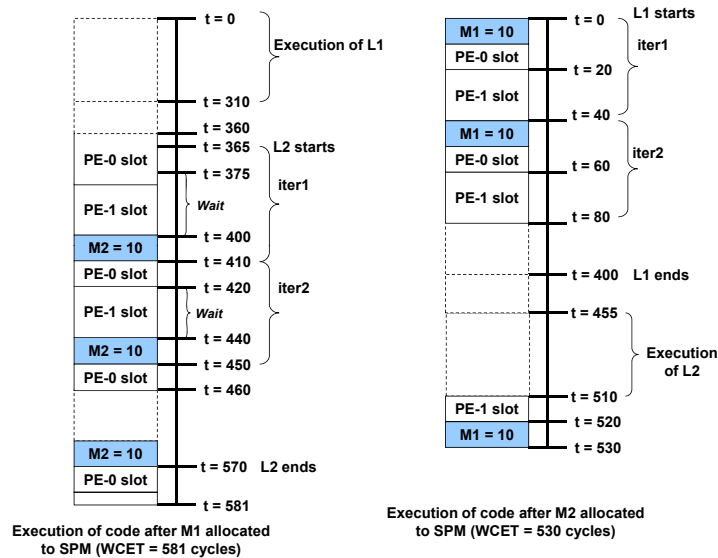 t = 0
Execution of L1
t = 310
t = 360
t = 365 L2 starts
PE-0 slot
t = 375
iter1
PE-1 slot
Wait
t = 400
M2 = 10
t = 410
PE-0 slot
t = 420
iter2
PE-1 slot
Wait
t = 440
M2 = 10
t = 450
PE-0 slot
t = 460
M2 = 10
t = 570 L2 ends
PE-0 slot
t = 581
Execution of code after M1 allocated
to SPM (WCET = 581 cycles)
L1 starts
t = 0
M1 = 10
iter1
PE-0 slot
t = 20
PE-1 slot
t = 40
M1 = 10
iter2
PE-0 slot
t = 60
PE-1 slot
t = 80
t = 400 L1 ends
t = 455
Execution
of L2
t = 510
PE-1 slot
t = 520
M1 = 10
t = 530
Execution of code after M2 allocated
to SPM (WCET = 530 cycles)